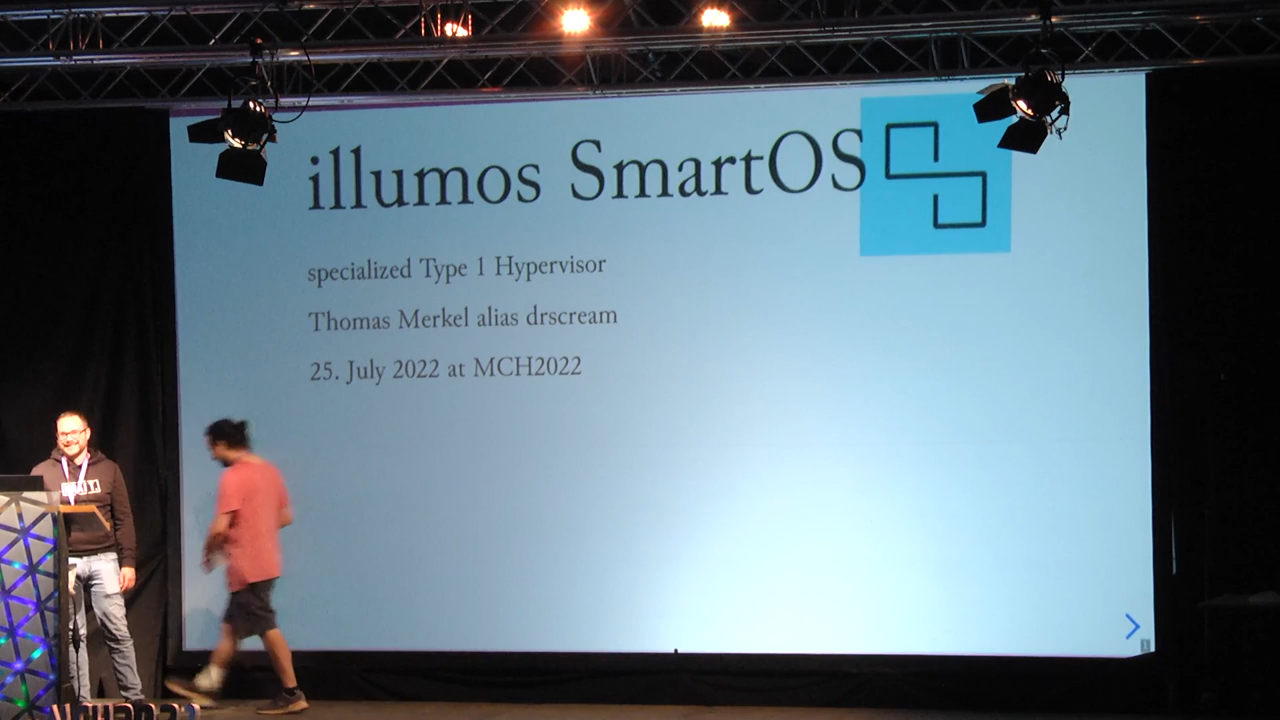 illumos SmartOS
specialized Type 1 Hypervisor
Thomas Merkel alias drscream
25. July 2022 at MCH2022